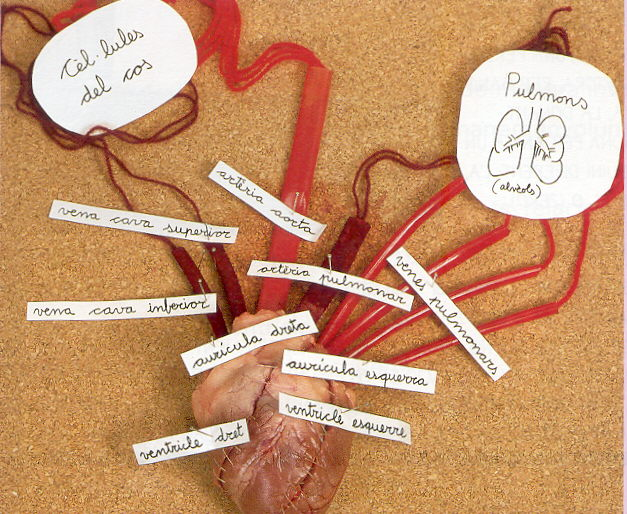 Cèl·lules
del cos
Pulmons
(alvèols)
artèria aorta
vena cava superior
artèria pulmonar
venes pulmonars
vena cava inferior
aurícula dreta
aurícula esquerra
ventricle esquerre
ventricle dret